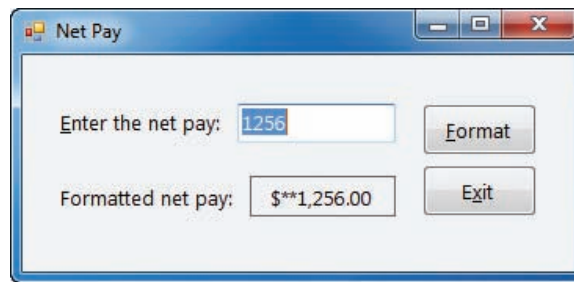 Net Pay
Enter the net pay: 1256
Format
Formatted net pay: $**1,256.00
Exit